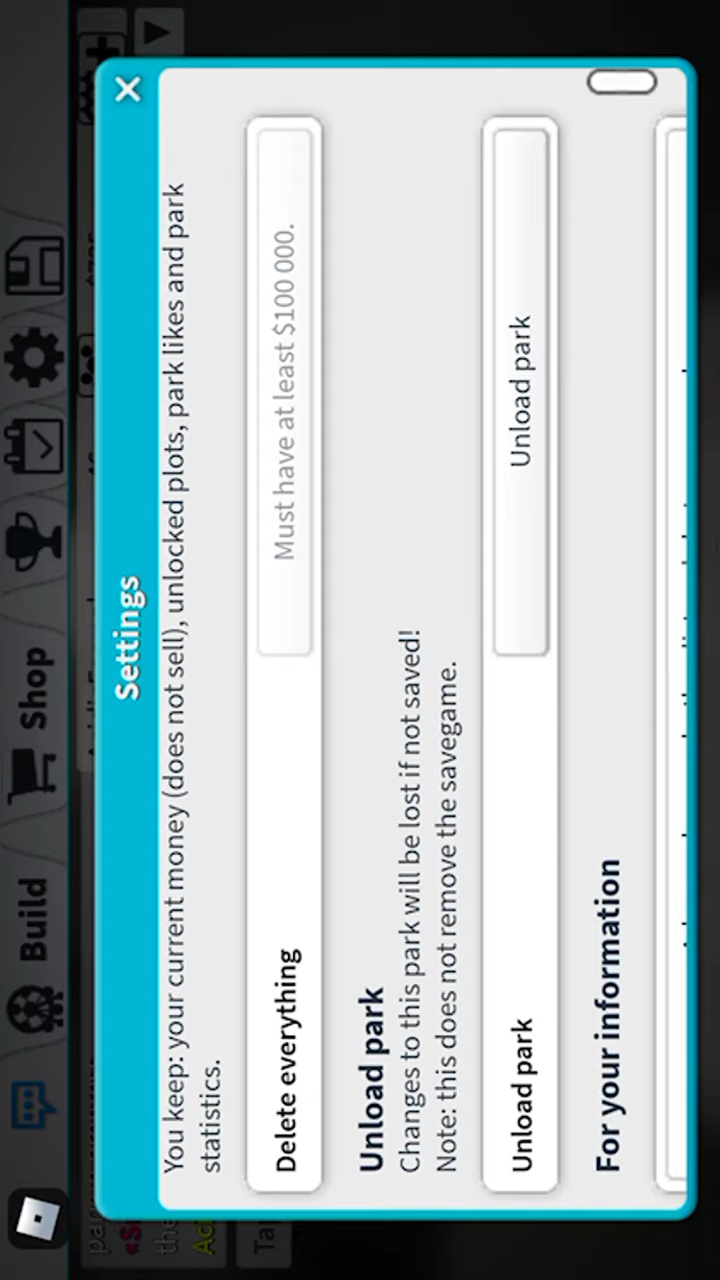 Build
Shop
Settings
You keep: your current money (does not sell), unlocked plots, park likes and park
statistics.
Delete everything
Must have at least $100 000.
Unload park
Changes to this park will be lost if not saved!
Note: this does not remove the savegame.
Unload park
Unload park
For your information